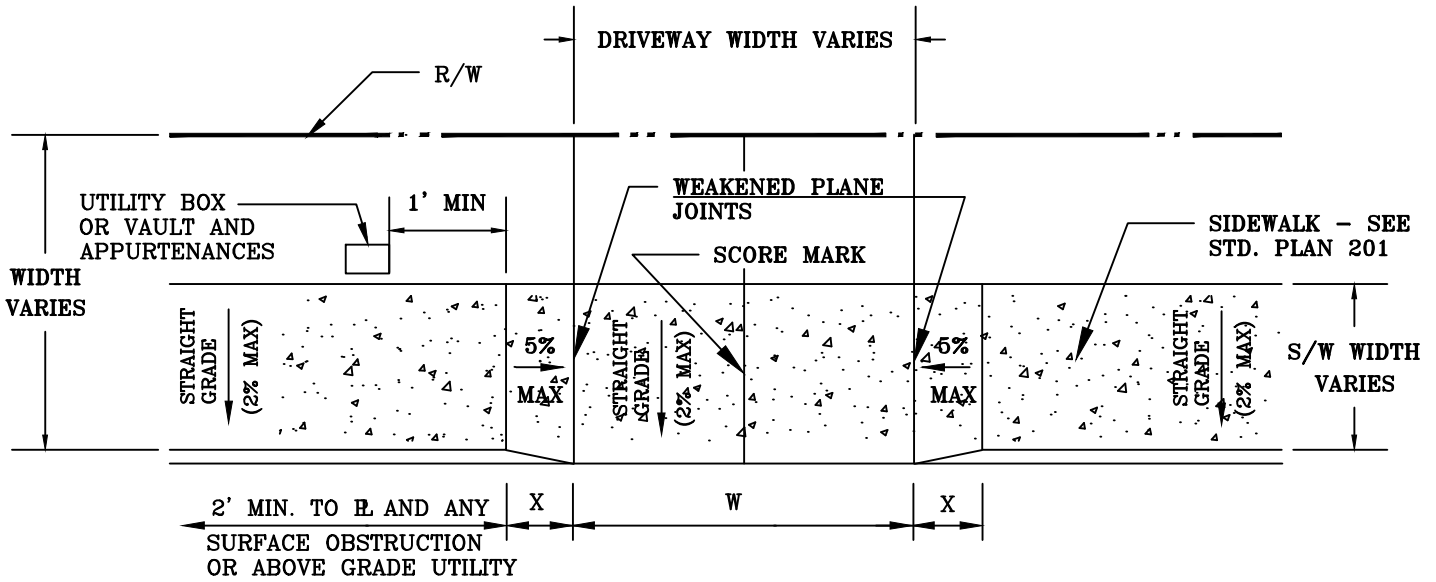 DRIVEWAY WIDTH VARIES
R/W
UTILITY BOX
OR VAULT AND
APPURTENANCES
1' MIN
WEAKENED PLANE
JOINTS
SCORE MARK
SIDEWALK - SEE
STD. PLAN 201
WIDTH
VARIES
STRAIGHT
GRADE
(2% MAX)
5%
MAX
STRAIGHT
GRADE
(2% MAX)
5%
MAX
STRAIGHT
GRADE
(2% MAX)
S/W WIDTH
VARIES
2' MIN. TO PL AND ANY
SURFACE OBSTRUCTION
OR ABOVE GRADE UTILITY
X
W
X